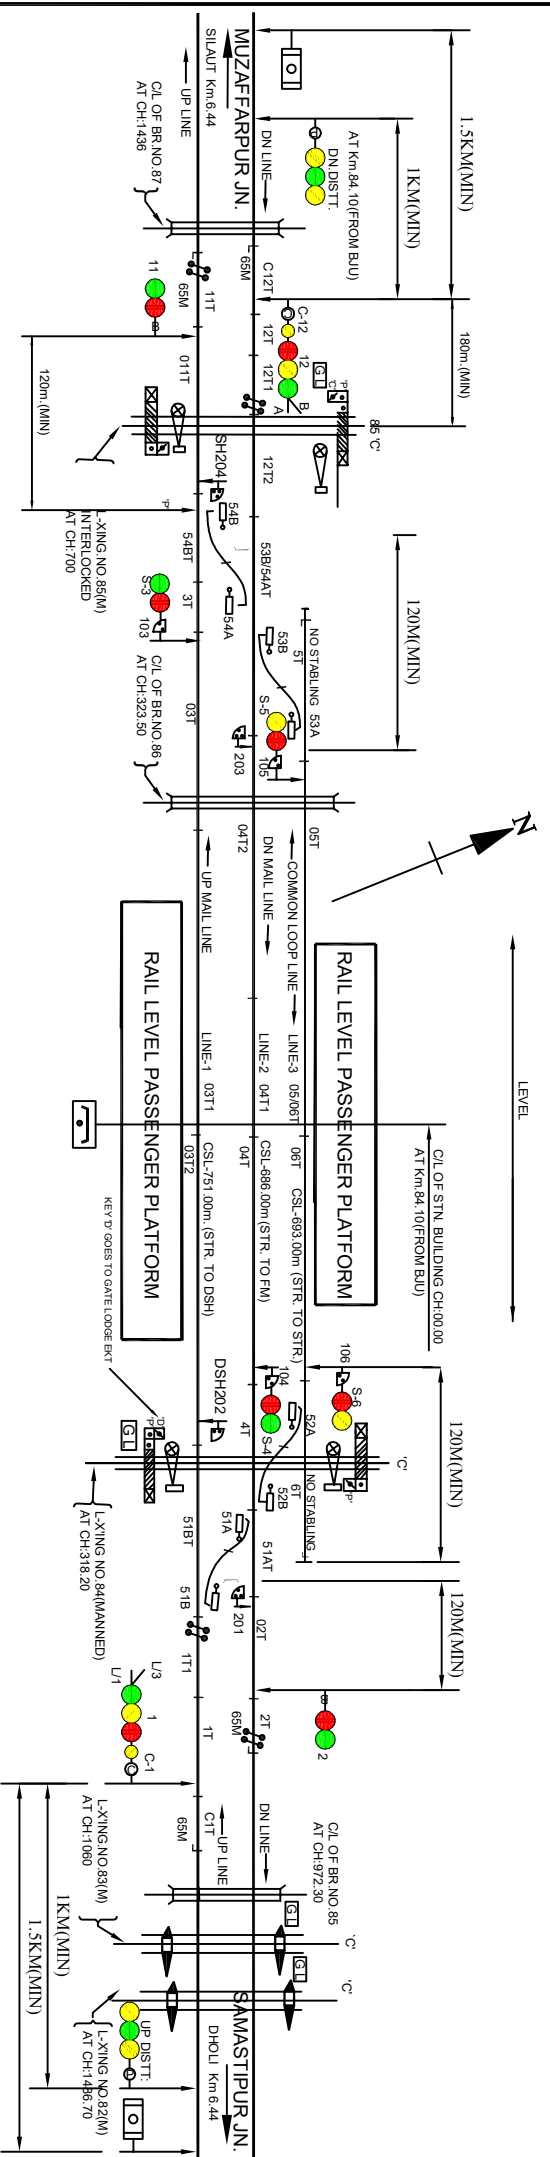 MUZAFFARPUR JN.
SILAUT Km.6.44
UP LINE
DN LINE
C/L OF BR.NO.87
AT CH:1436
1.5KM(MIN)
1KM(MIN)
AT Km.84.10(FROM BJU)
DN.DISTT.
180m.(MIN)
65M
C12T
C-12
12T
12
12T1
G L
'P'
'C'
B
A
85 'C'
11
65M
11T
B
011T
120m.(MIN)
12T2
SH204
54B
'P'
L-XING.NO.85(M)
INTERLOCKED
AT CH:700
54BT
53B/54AT
54A
S-3
3T
103
120M(MIN)
NO STABLING
5T
53B
53A
S-5
105
203
03T
C/L OF BR.NO.86
AT CH:323.50
N
05T
04T2
COMMON LOOP LINE
DN MAIL LINE
UP MAIL LINE
LEVEL
RAIL LEVEL PASSENGER PLATFORM
RAIL LEVEL PASSENGER PLATFORM
LINE-3
05/06T
LINE-2
04T1
LINE-1
03T1
C/L OF STN. BUILDING CH:00.00
AT Km.84.10(FROM BJU)
06T
CSL-693.00m (STR. TO STR.)
04T
CSL-686.00m(STR. TO FM)
03T2
CSL-751.00m. (STR. TO DSH)
KEY 'D' GOES TO GATE LODGE EKT
106
S-6
104
S-4
52A
4T
DSH202
'D'
'P'
G L
'C'
'P'
120M(MIN)
6T
52B
NO STABLING
51A
51AT
51BT
51B
201
L-X'ING NO.84(MANNED)
AT CH:318.20
120M(MIN)
02T
1T1
L/3
L/1
1
C-1
C
1T
2T
65M
B
2
65M
C1T
UP LINE
DN LINE
L-X'ING.NO.83(M)
AT CH:1060
C/L OF BR.NO.85
AT CH:972.30
G L
'C'
G L
'C'
1KM(MIN)
1.5KM(MIN)
UP DISTT:
L-X'ING NO.82(M)
AT CH:1486.70
SAMASTIPUR JN.
DHOLI Km 6.44